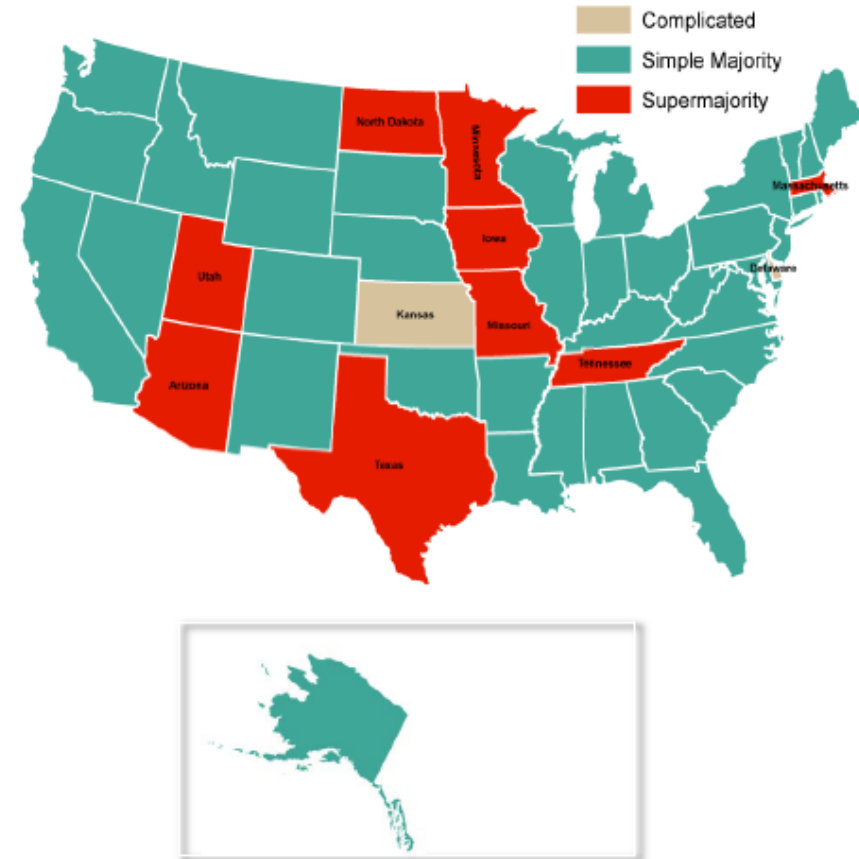 Complicated
Simple Majority
Supermajority
North Dakota
Minnesota
Massachusetts
Iowa
Delaware
Utah
Kansas
Missouri
Tennessee
Arizona
Texas